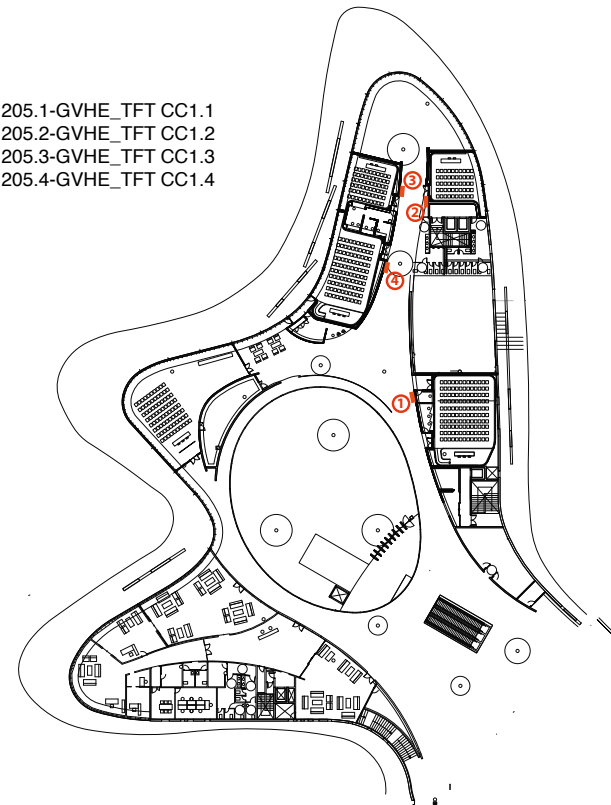 205.1-GVHE_TFT CC1.1
205.2-GVHE_TFT CC1.2
205.3-GVHE_TFT CC1.3
205.4-GVHE_TFT CC1.4
3
2
4
1